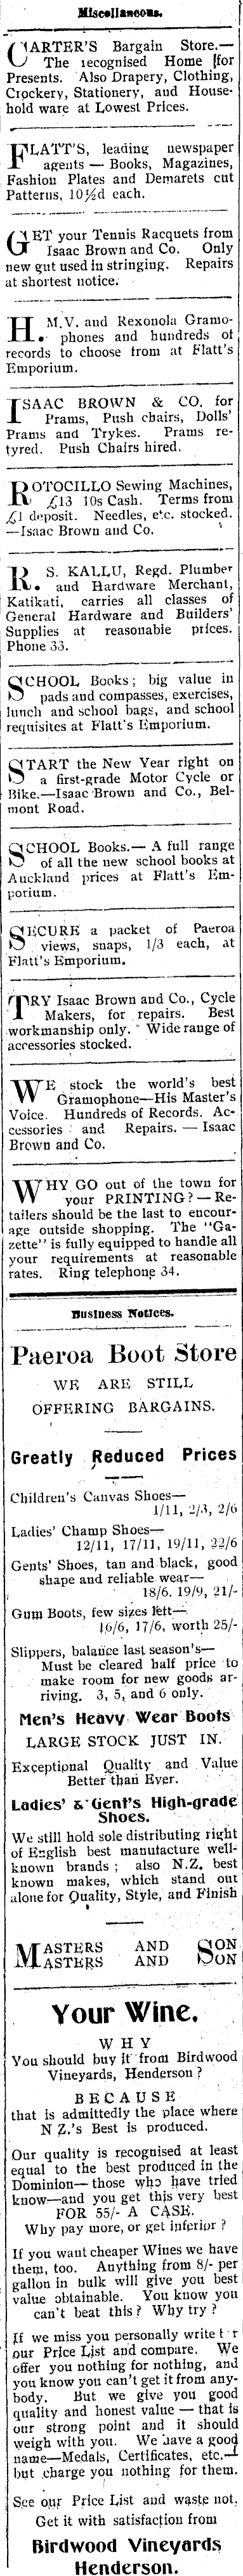 Miscellaneous.
CARTER'S Bargain Store.—
The recognised Home for
Presents. Also Drapery, Clothing,
Crockery, Stationery, and House-
hold ware at Lowest Prices.
FLATT'S, leading newspaper
agents — Books, Magazines,
Fashion Plates and Demarets cut
Patterns, 10½d each.
GET your Tennis Racquets from
Isaac Brown and Co. Only
new gut used in stringing. Repairs
at shortest notice.
H. M.V. and Rexonola Gramo-
phones and hundreds of
records to choose from at Flatt's
Emporium.
ISAAC BROWN & CO. for
Prams, Push chairs, Dolls'
Prams and Trykes. Prams re-
tyred. Push Chairs hired.
ROTOCILLO Sewing Machines,
£13 10s Cash. Terms from
£1 deposit. Needles, etc. stocked.
—Isaac Brown and Co.
R. S. KALLU, Regd. Plumber
and Hardware Merchant,
Katikati, carries all classes of
General Hardware and Builders'
Supplies at reasonable prices.
Phone 33.
SCHOOL Books; big value in
pads and compasses, exercises,
lunch and school bags, and school
requisites at Flatt's Emporium.
START the New Year right on
a first-grade Motor Cycle or
Bike.—Isaac Brown and Co., Bel-
mont Road.
SCHOOL Books.— A full range
of all the new school books at
Auckland prices at Flatt's Em-
porium.
SECURE a packet of Paeroa
views, snaps, 1/3 each, at
Flatt's Emporium.
TRY Isaac Brown and Co., Cycle
Makers, for repairs. Best
workmanship only. Wide range of
accessories stocked.
WE stock the world's best
Gramophone—His Master's
Voice. Hundreds of Records. Ac-
cessories and Repairs. — Isaac
Brown and Co.
WHY GO out of the town for
your PRINTING?—Re-
tailers should be the last to encour-
age outside shopping. The "Ga-
zette" is fully equipped to handle all
your requirements at reasonable
rates. Ring telephone 34.
Business Notices.
Paeroa Boot Store
WE ARE STILL
OFFERING BARGAINS.
Greatly Reduced Prices
Children's Canvas Shoes—
1/11, 2/3, 2/6
Ladies' Champ Shoes—
12/11, 17/11, 19/11, 22/6
Gents' Shoes, tan and black, good
shape and reliable wear—
18/6. 19/9, 21/-
Gum Boots, few sizes left—
16/6, 17/6, worth 25/-
Slippers, balance last season's—
Must be cleared half price to
make room for new goods ar-
riving. 3, 5, and 6 only.
Men's Heavy Wear Boots
LARGE STOCK JUST IN.
Exceptional Quality and Value
Better than Ever.
Ladies' & Gent's High-grade
Shoes.
We still hold sole distributing right
of English best manufacture well-
known brands; also N.Z. best
known makes, which stand out
alone for Quality, Style, and Finish
MASTERS AND SON
MASTERS AND SON
Your Wine.
WHY
You should buy it from Birdwood
Vineyards, Henderson?
BECAUSE
that is admittedly the place where
N Z.'s Best is produced.
Our quality is recognised at least
equal to the best produced in the
Dominion—those who have tried
know—and you get this very best
FOR 55/- A CASE.
Why pay more, or get inferior?
If you want cheaper Wines we have
them, too. Anything from 8/- per
gallon in bulk will give you best
value obtainable. You know you
can't beat this? Why try?
If we miss you personally write f r
our Price List and compare. We
offer you nothing for nothing, and
you know you can't get it from any-
body. But we give you good
quality and honest value — that is
our strong point and it should
weigh with you. We have a good
name—Medals, Certificates, etc.—
but charge you nothing for them.
See our Price List and waste not.
Get it with satisfaction from
Birdwood Vineyards
Henderson.